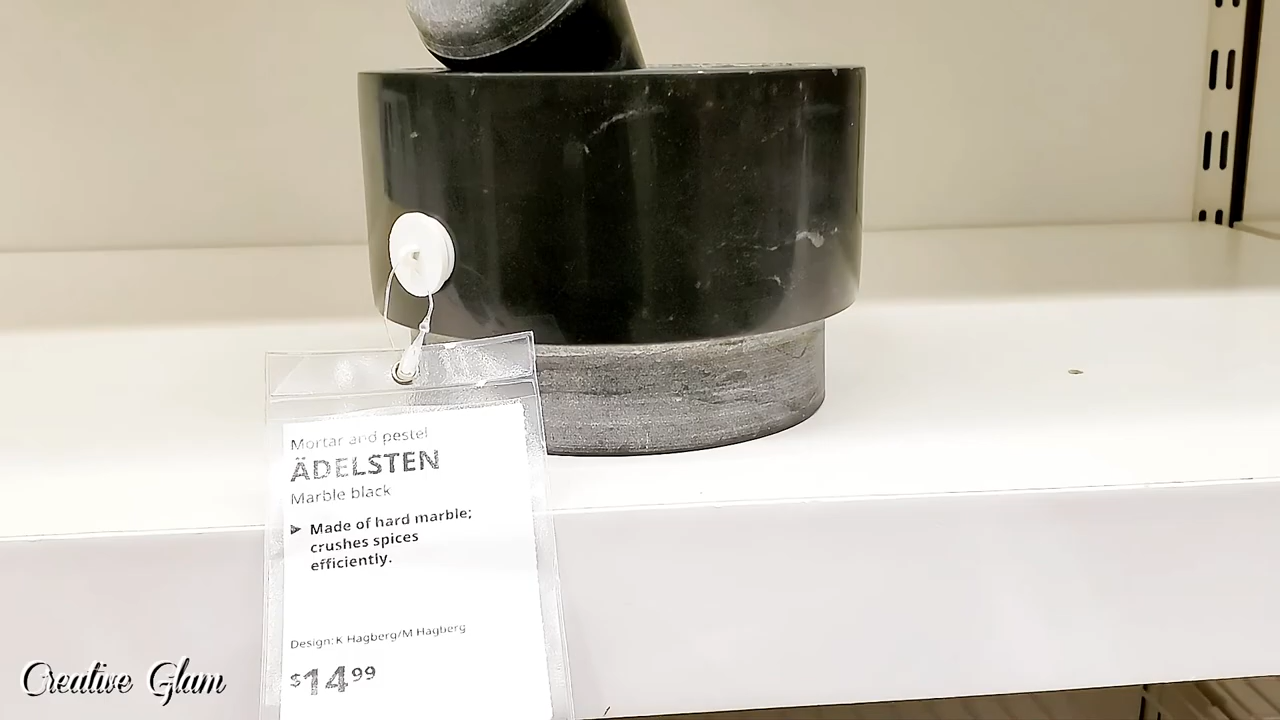 Mortar and pestel
ÄDELSTEN
Marble black
Made of hard marble;
crushes spices
efficiently.
Design: K Hagberg/M Hagberg
$14.99
Creative Glam